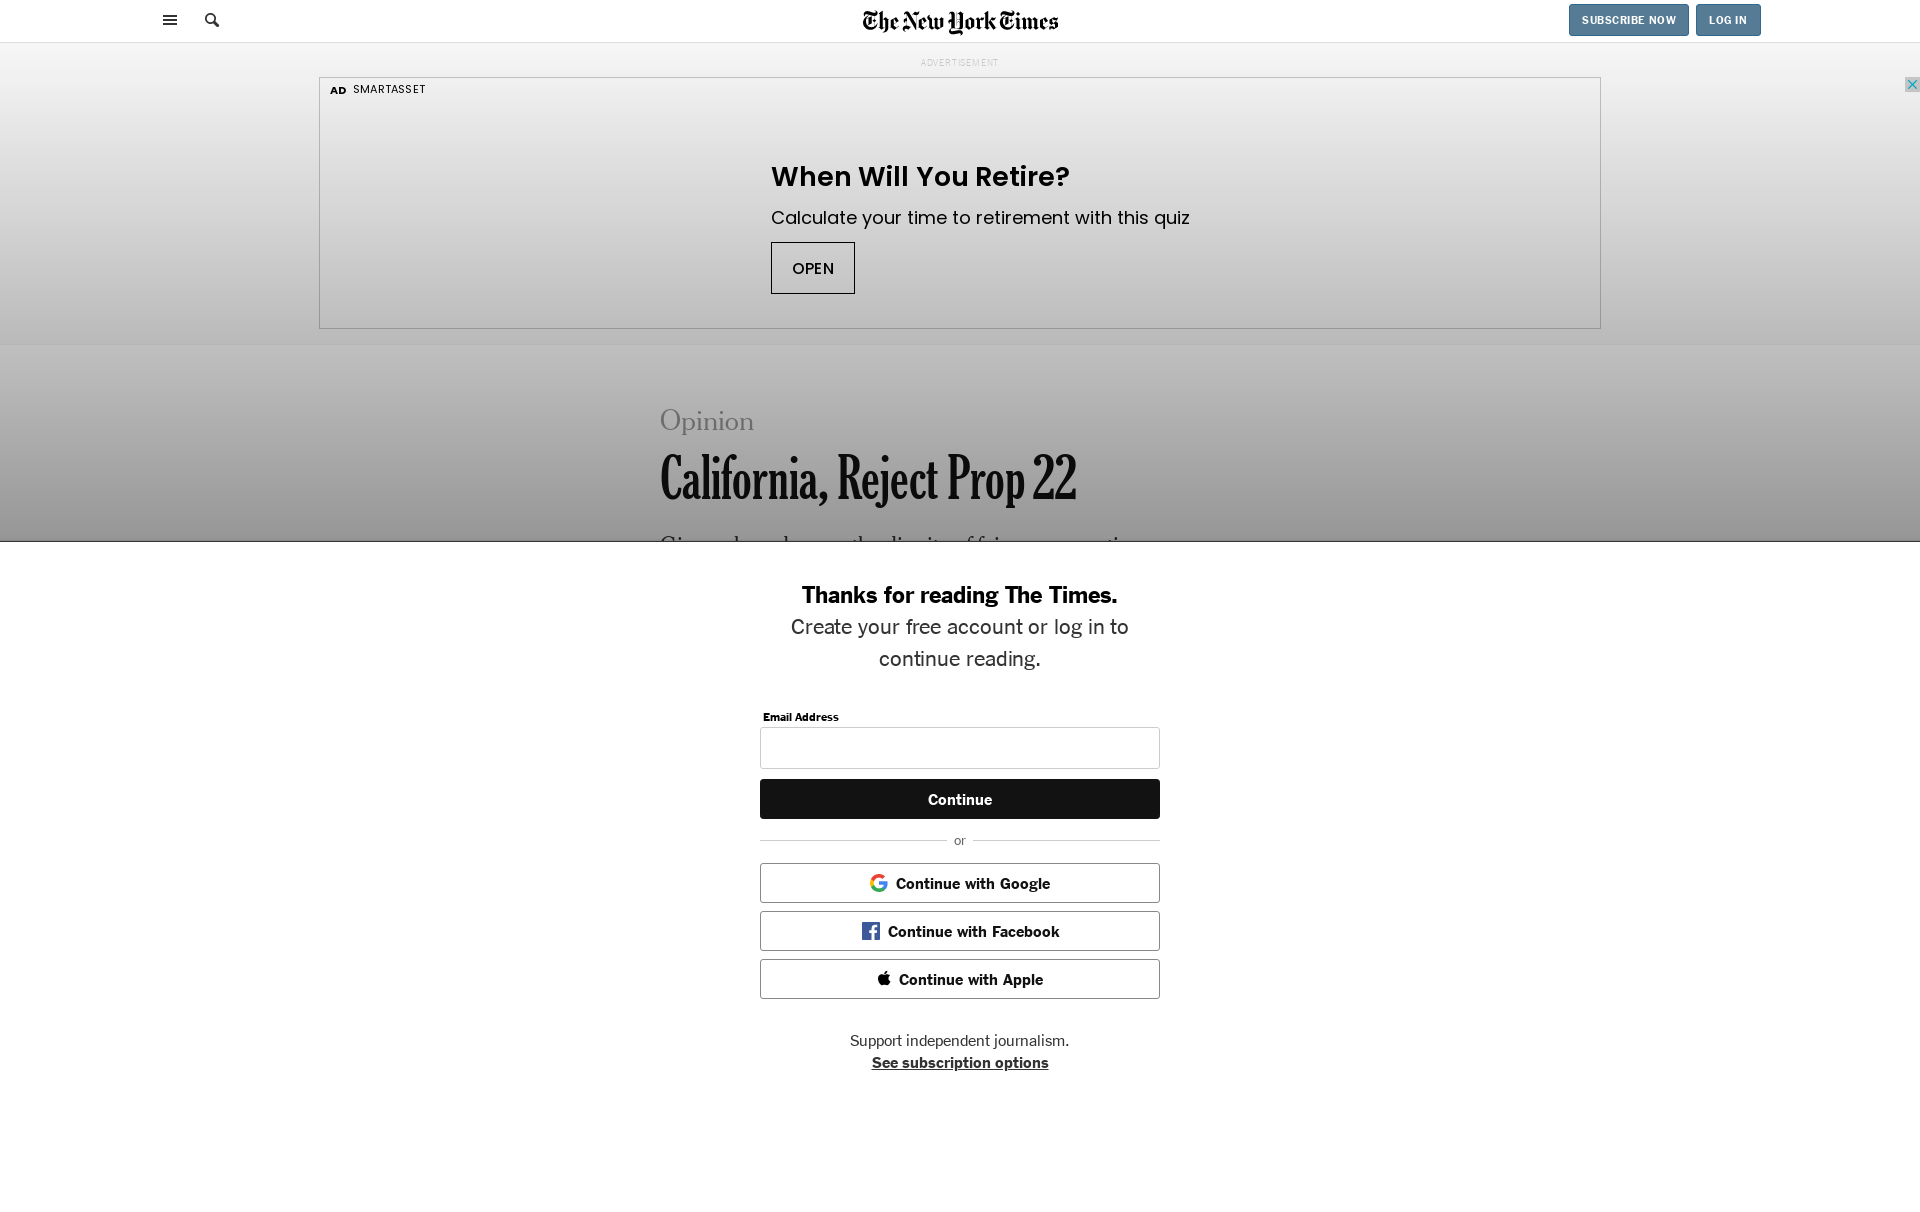 The New York Times
SUBSCRIBE NOW
LOG IN
ADVERTISEMENT
AD SMARTASSET
When Will You Retire?
Calculate your time to retirement with this quiz
OPEN
Opinion
California, Reject Prop 22
Thanks for reading The Times.
Create your free account or log in to
continue reading.
Email Address
Continue
or
Continue with Google
Continue with Facebook
Continue with Apple
Support independent journalism.
See subscription options